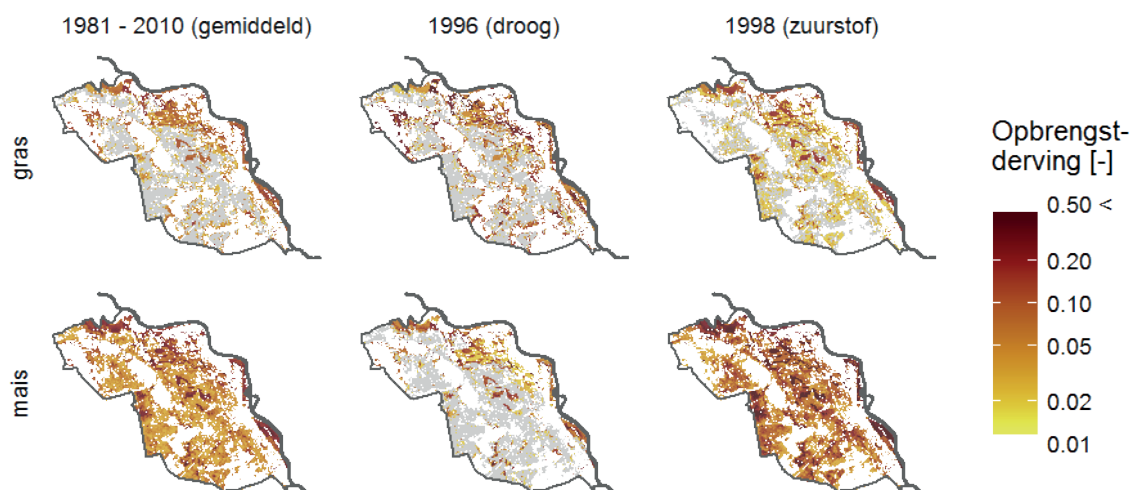 1981 - 2010 (gemiddeld)
1996 (droog)
1998 (zuurstof)
gras
mais
Opbrengst-
derving [-]
0.50 <
0.20
0.10
0.05
0.02
0.01